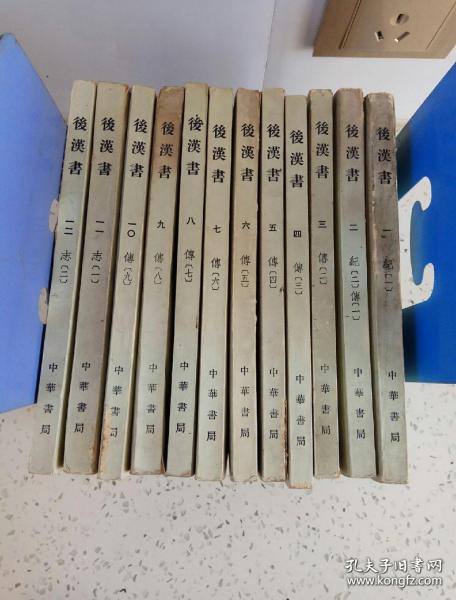 後漢書 一 紀〔一〕 中華書局
後漢書 二 紀〔二〕傳〔一〕 中華書局
後漢書 三 傳〔二〕 中華書局
後漢書 四 傳〔三〕 中華書局
後漢書 五 傳〔四〕 中華書局
後漢書 六 傳〔五〕 中華書局
後漢書 七 傳〔六〕 中華書局
後漢書 八 傳〔七〕 中華書局
後漢書 九 傳〔八〕 中華書局
後漢書 一〇 傳〔九〕 中華書局
後漢書 一一 志〔一〕 中華書局
後漢書 一二 志〔二〕 中華書局
孔夫子旧书网
www.kongfz.com